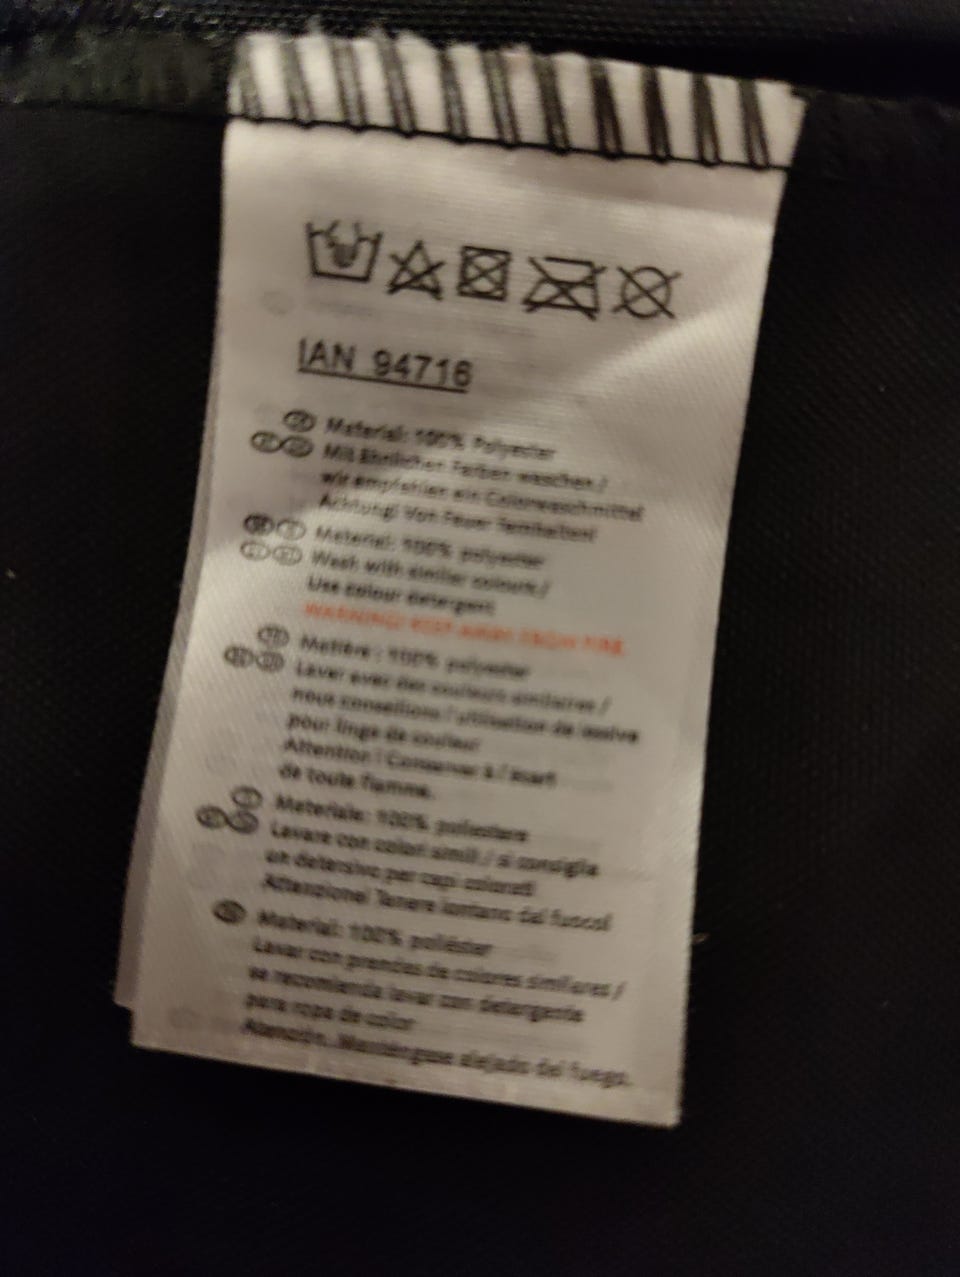 IAN 94716
Material: 100% Polyester
Mit Ähnlichen Farben waschen /
wir empfehlen ein Colorwaschmittel
Achtung! Von Feuer fernhalten!
Material: 100% polyester
Wash with similar colours /
Use colour detergent
WARNING! KEEP AWAY FROM FIRE.
Matière : 100% polyester
Laver avec des couleurs similaires /
nous conseillons l'utilisation de lessive
pour linge de couleur
Attention ! Conserver à l'écart
de toute flamme.
Materiale: 100% poliestere
Lavare con colori simili / si consiglia
un detersivo per capi colorati
Attenzione! Tenere lontano dal fuoco!
Material: 100% poliéster
Lavar con prendas de colores similares /
se recomienda lavar con detergente
para ropa de color
Atención. Manténgase alejado del fuego.